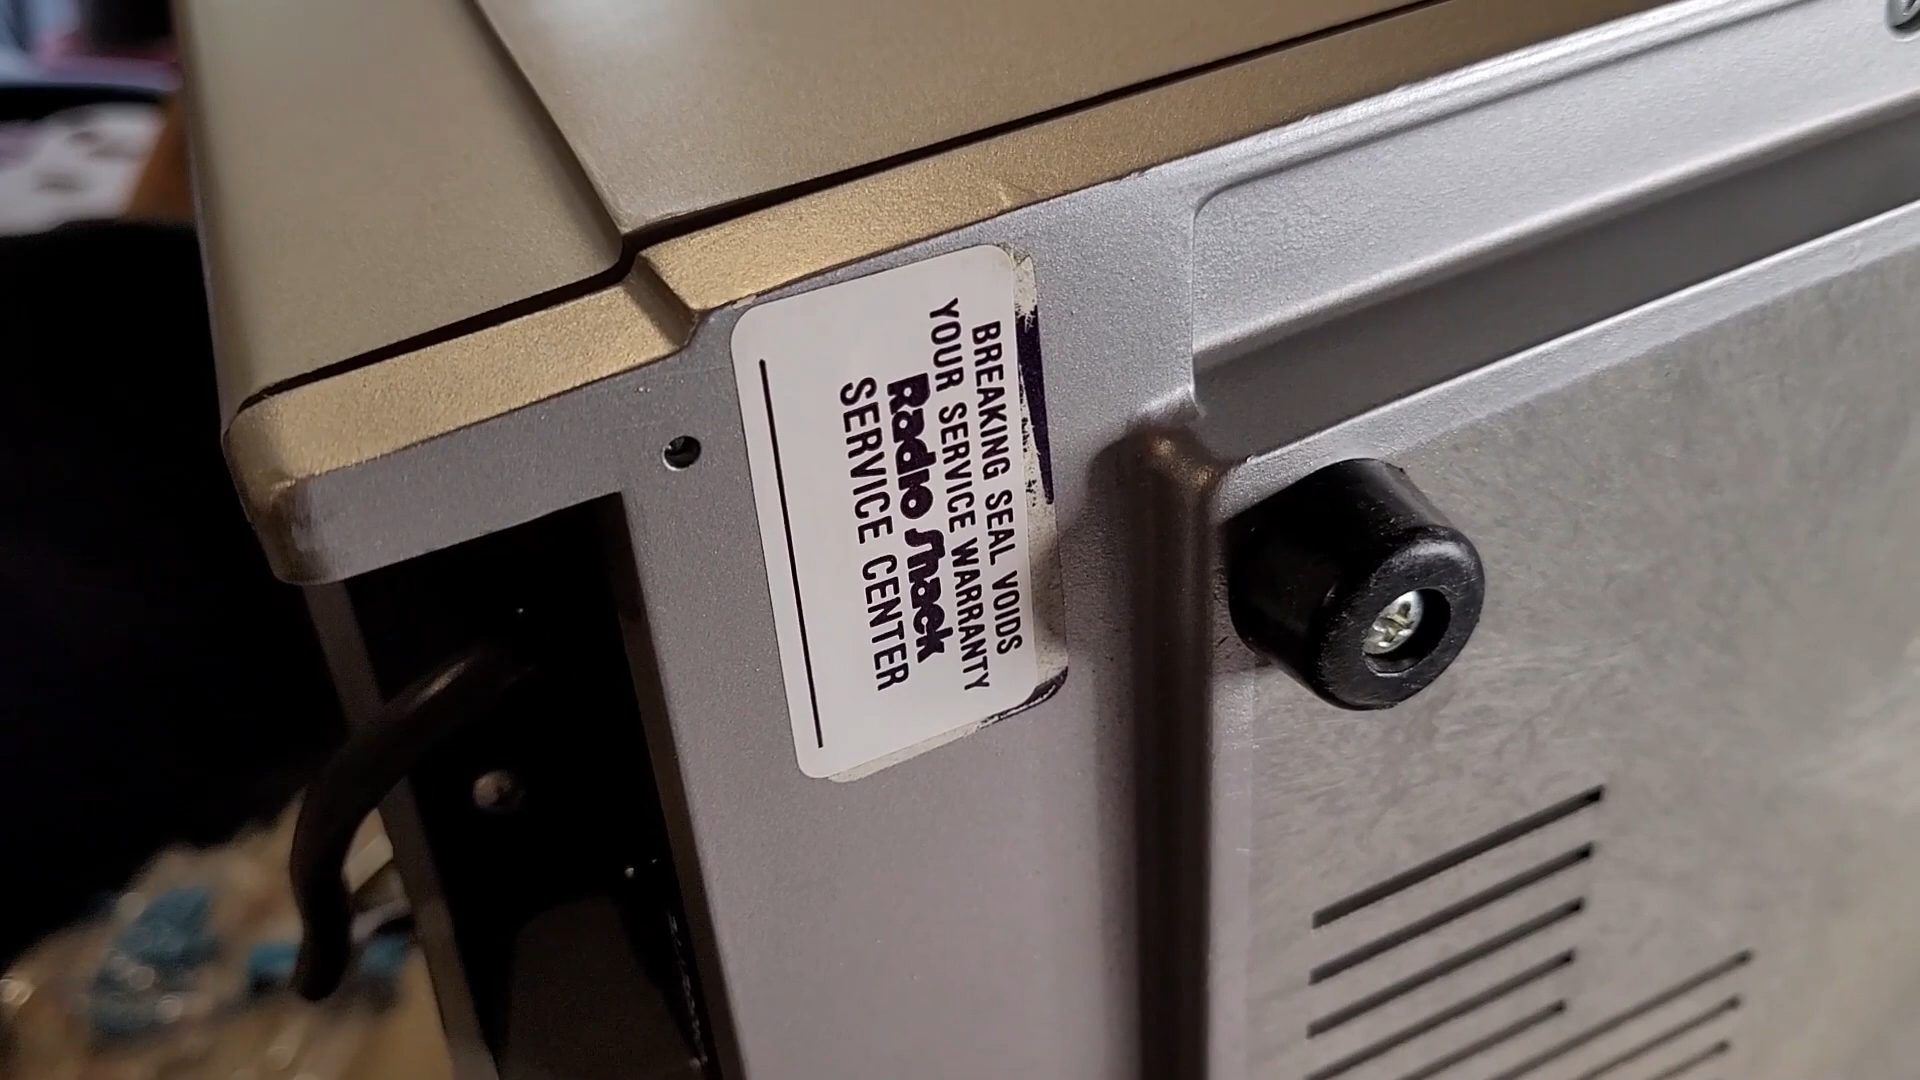 BREAKING SEAL VOIDS
YOUR SERVICE WARRANTY
Radio Shack
SERVICE CENTER